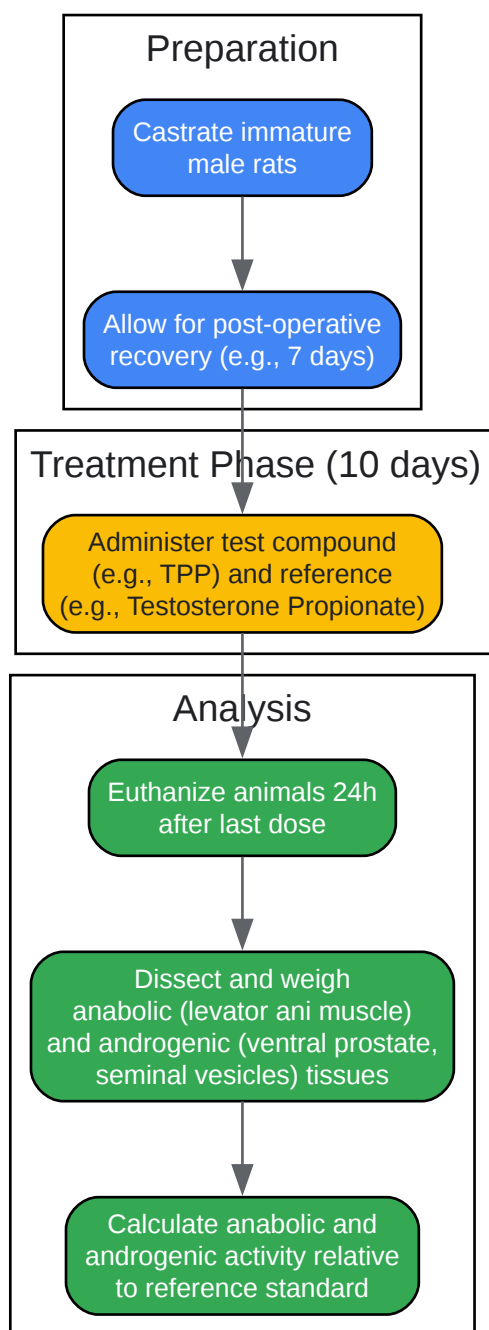 Preparation
Castrate immature
male rats
Allow for post-operative
recovery (e.g., 7 days)
Treatment Phase (10 days)
Administer test compound
(e.g., TPP) and reference
(e.g., Testosterone Propionate)
Analysis
Euthanize animals 24h
after last dose
Dissect and weigh
anabolic (levator ani muscle)
and androgenic (ventral prostate,
seminal vesicles) tissues
Calculate anabolic and
androgenic activity relative
to reference standard